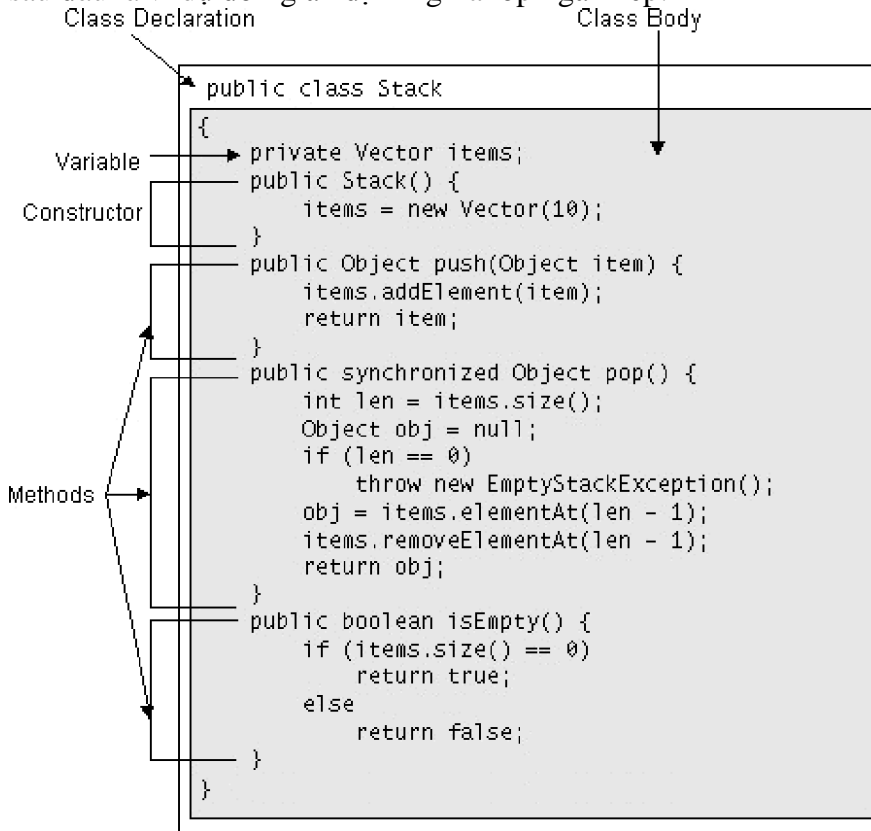 Class Declaration
Class Body
public class Stack
{
Variable
private Vector items;
Constructor
public Stack() {
items = new Vector(10);
}
public Object push(Object item) {
items.addElement(item);
return item;
}
public synchronized Object pop() {
int len = items.size();
Object obj = null;
if (len == 0)
throw new EmptyStackException();
Methods
obj = items.elementAt(len - 1);
items.removeElementAt(len - 1);
return obj;
}
public boolean isEmpty() {
if (items.size() == 0)
return true;
else
return false;
}
}